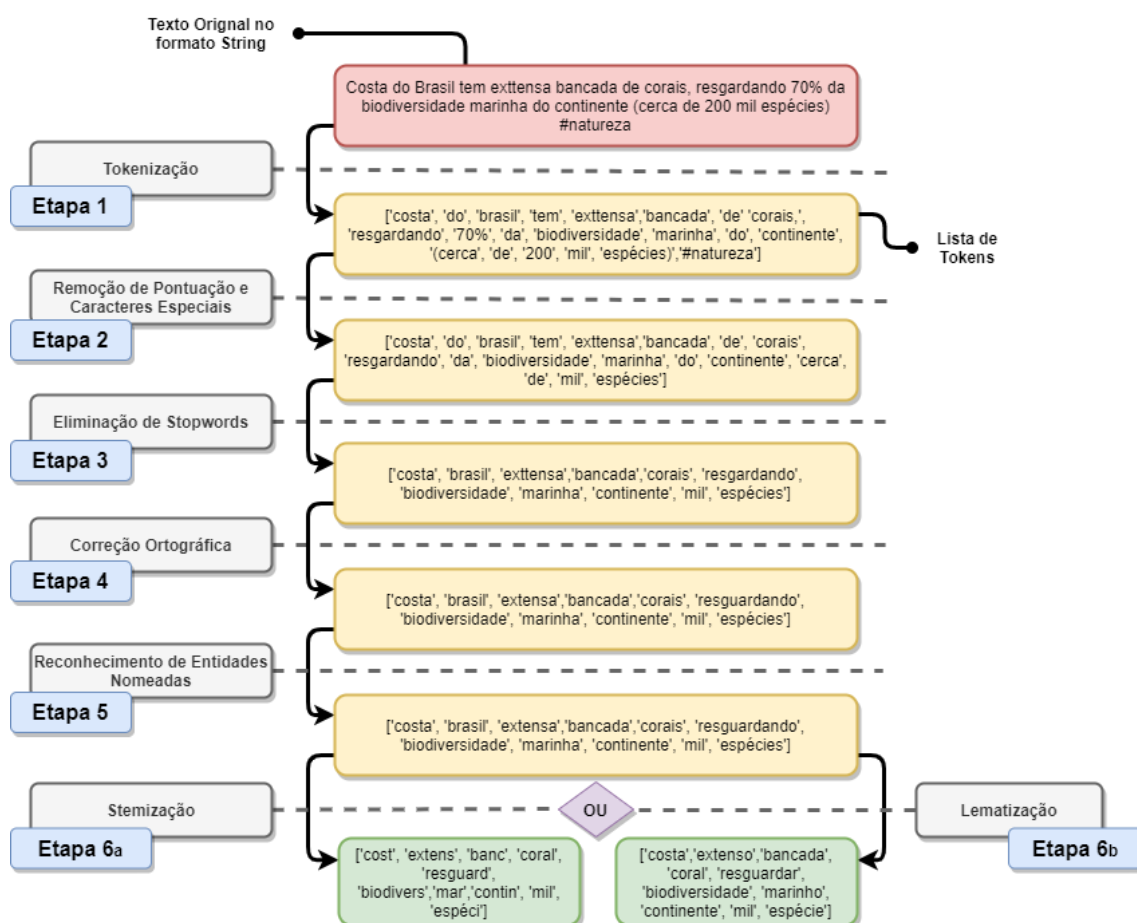 Texto Orignal no
formato String
Costa do Brasil tem exttensa bancada de corais, resgardando 70% da
biodiversidade marinha do continente (cerca de 200 mil espécies)
#natureza
Tokenização
Etapa 1
['costa', 'do', 'brasil', 'tem', 'exttensa','bancada', 'de' 'corais,',
'resgardando', '70%', 'da', 'biodiversidade', 'marinha', 'do', 'continente',
'(cerca', 'de', '200', 'mil', 'espécies)','#natureza']
Lista de
Tokens
Remoção de Pontuação e
Caracteres Especiais
Etapa 2
['costa', 'do', 'brasil', 'tem', 'exttensa','bancada', 'de', 'corais',
'resgardando', 'da', 'biodiversidade', 'marinha', 'do', 'continente', 'cerca',
'de', 'mil', 'espécies']
Eliminação de Stopwords
Etapa 3
['costa', 'brasil', 'exttensa','bancada','corais', 'resgardando',
'biodiversidade', 'marinha', 'continente', 'mil', 'espécies']
Correção Ortográfica
Etapa 4
['costa', 'brasil', 'extensa','bancada','corais', 'resguardando',
'biodiversidade', 'marinha', 'continente', 'mil', 'espécies']
Reconhecimento de Entidades
Nomeadas
Etapa 5
['costa', 'brasil', 'extensa','bancada','corais', 'resguardando',
'biodiversidade', 'marinha', 'continente', 'mil', 'espécies']
Stemização
Etapa 6a
OU
Lematização
Etapa 6b
['cost', 'extens', 'banc', 'coral',
'resguard',
'biodivers','mar','contin', 'mil',
'espéci']
['costa','extenso','bancada',
'coral', 'resguardar',
'biodiversidade', 'marinho',
'continente', 'mil', 'espécie']